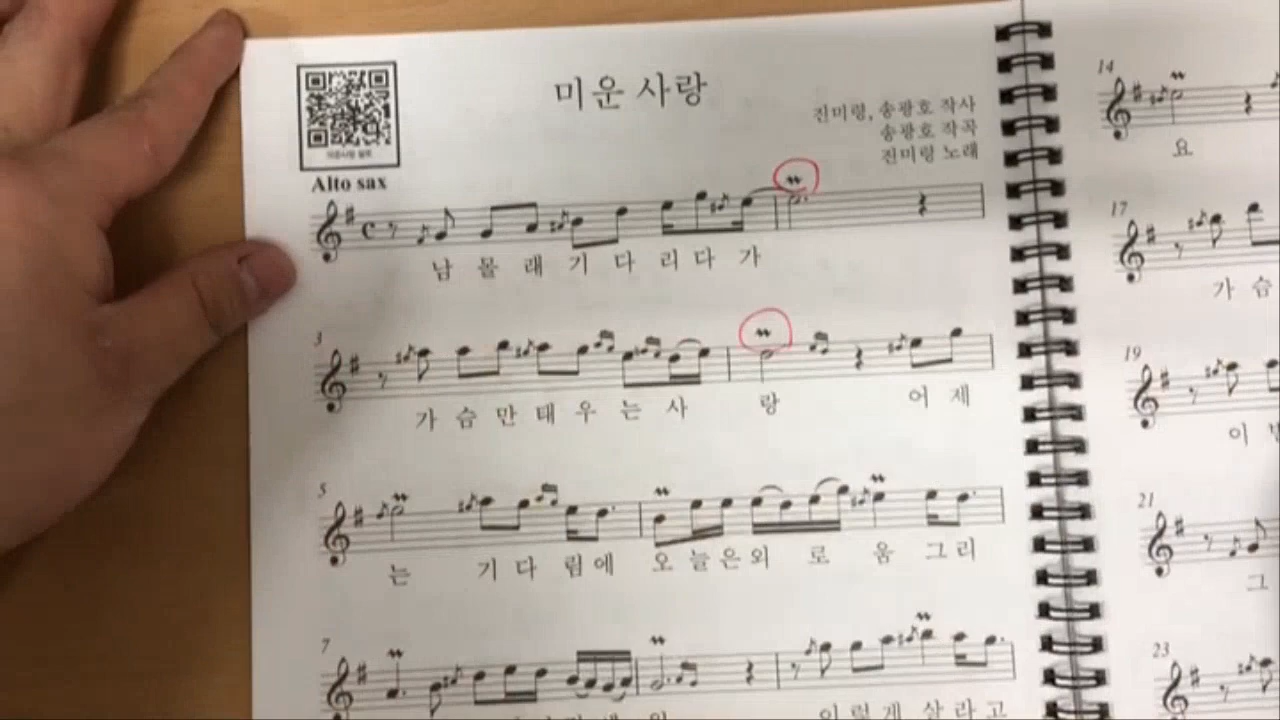 미운 사랑
진미령, 송광호 작사
송광호 작곡
진미령 노래
Alto sax
남 몰 래 기 다 리 다 가
3
가 슴 만 태 우 는 사 랑 어 제
5
는 기 다 림 에 오 늘 은 외 로 움 그 리
7
이 렇 게 살 라 고
14
요
17
가 슴
19
이
21
그
23